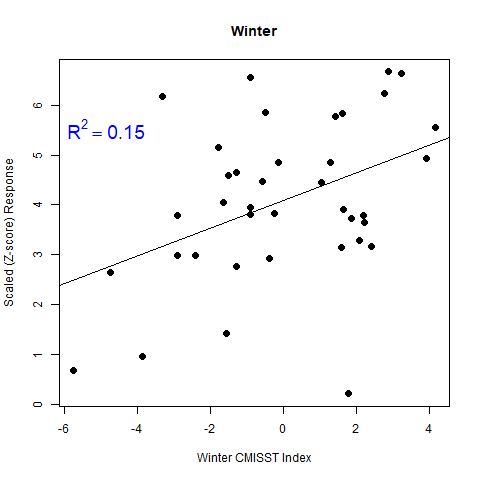 Winter
R² = 0.15
Scaled (Z-score) Response
6
5
4
3
2
1
0
-6 -4 -2 0 2 4
Winter CMISST Index